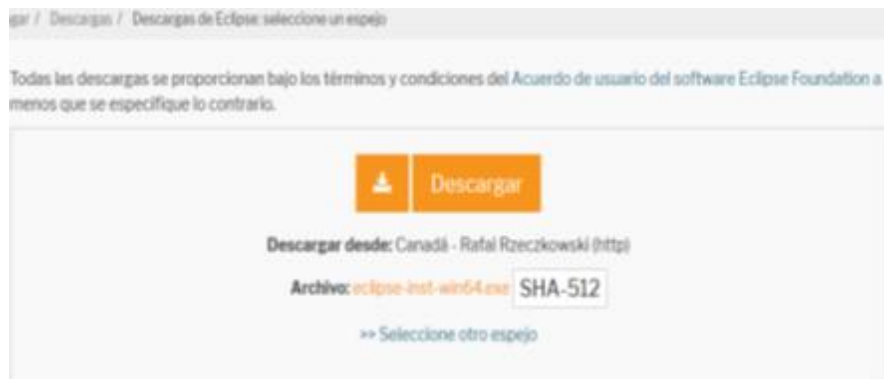 gar / Descargas / Descargas de Eclipse: seleccione un espejo
Todas las descargas se proporcionan bajo los términos y condiciones del Acuerdo de usuario del software Eclipse Foundation a
menos que se especifique lo contrario.
Descargar
Descargar desde: Canadá - Rafal Rzeczkowski (http)
Archivo: eclipse-inst-win64.exe SHA-512
>> Seleccione otro espejo